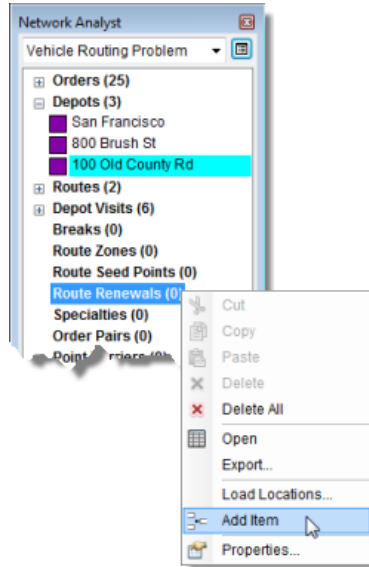 Network Analyst
Vehicle Routing Problem
Orders (25)
Depots (3)
San Francisco
800 Brush St
100 Old County Rd
Routes (2)
Depot Visits (6)
Breaks (0)
Route Zones (0)
Route Seed Points (0)
Route Renewals (0)
Specialties (0)
Order Pairs (0)
Point
Cut
Copy
Paste
Delete
Delete All
Open
Export...
Load Locations...
Add Item
Properties...